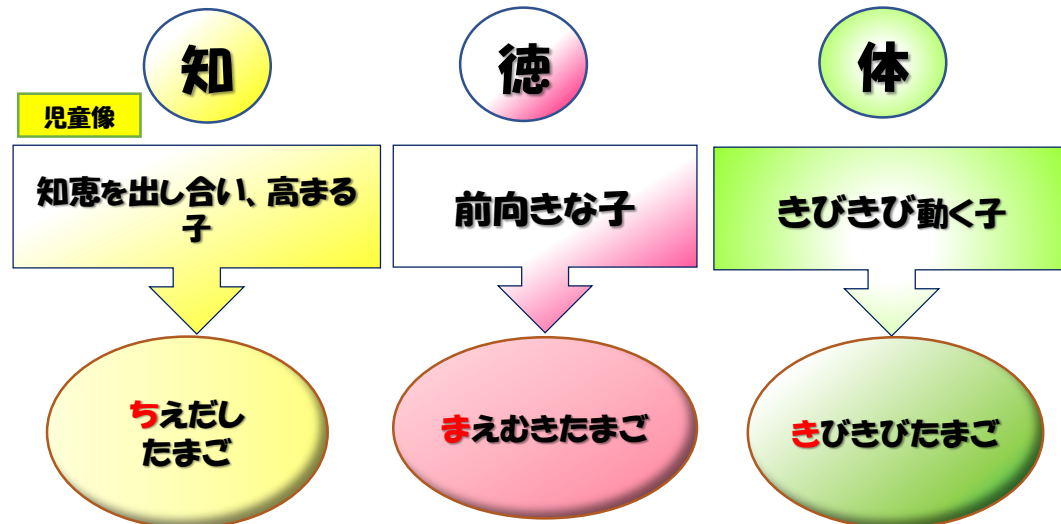 知
徳
体
児童像
知恵を出し合い、高まる
子
前向きな子
きびきび動く子
ちえだし
たまご
まえむきたまご
きびきびたまご